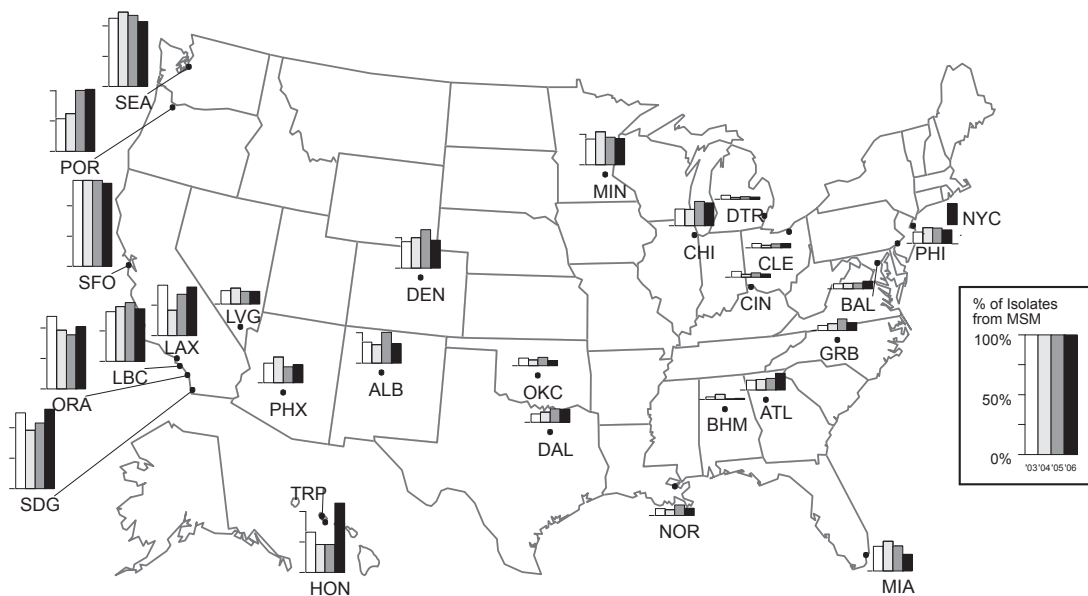 SEA
POR
SFO
LAX
LBC
ORA
SDG
LVG
PHX
DEN
ALB
MIN
CHI
DTR
CLE
CIN
NYC
PHI
BAL
GRB
OKC
DAL
BHM
ATL
NOR
MIA
TRP
HON
% of Isolates
from MSM
100%
50%
0%
'03 '04 '05 '06